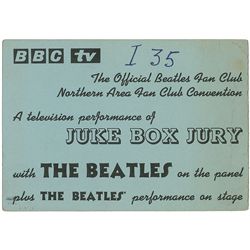 BBC tv
I 35
The Official Beatles Fan Club
Northern Area Fan Club Convention
A television performance of
JUKE BOX JURY
with THE BEATLES on the panel
plus THE BEATLES' performance on stage